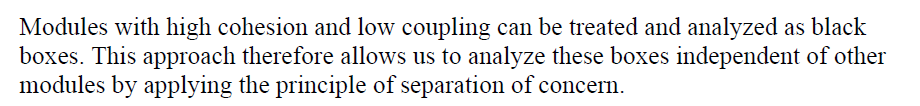 Modules with high cohesion and low coupling can be treated and analyzed as black
boxes. This approach therefore allows us to analyze these boxes independent of other
modules by applying the principle of separation of concern.